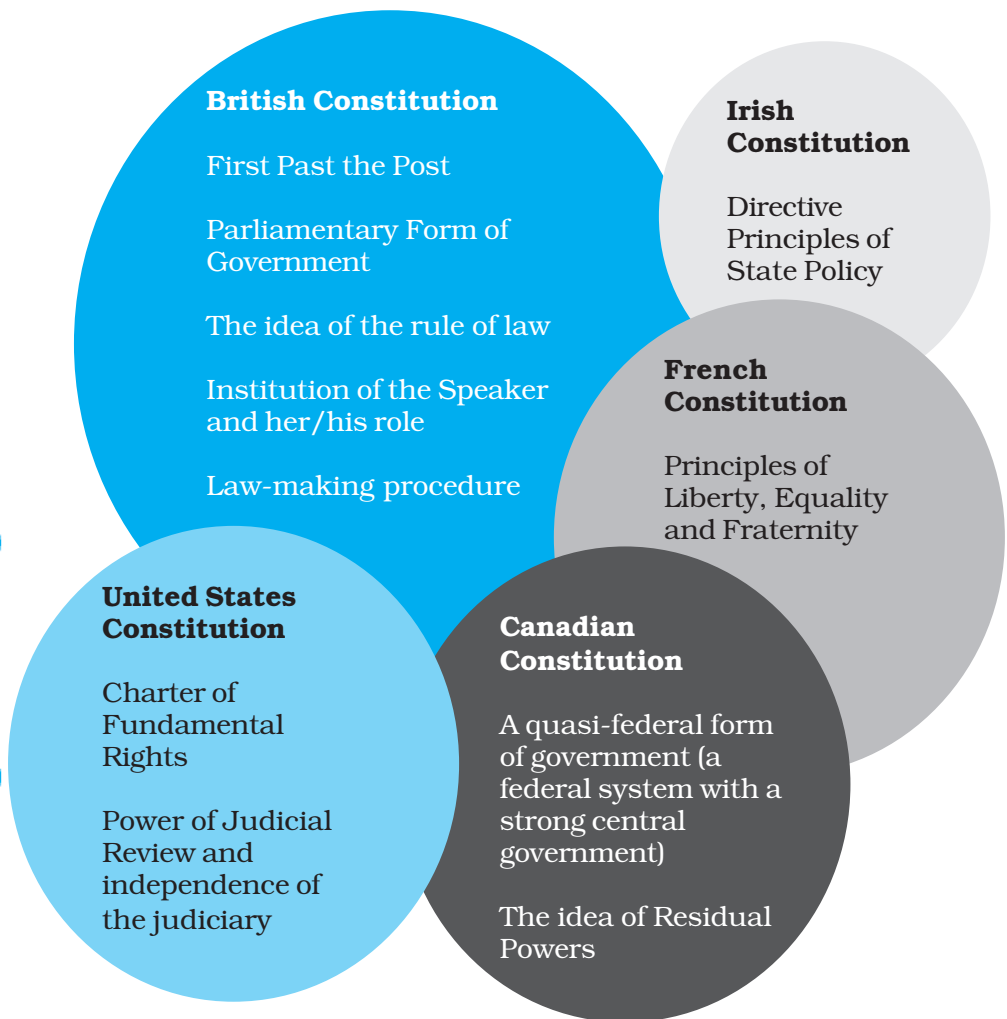 British Constitution
First Past the Post
Parliamentary Form of
Government
The idea of the rule of law
Institution of the Speaker
and her/his role
Law-making procedure
Irish
Constitution
Directive
Principles of
State Policy
French
Constitution
Principles of
Liberty, Equality
and Fraternity
United States
Constitution
Charter of
Fundamental
Rights
Power of Judicial
Review and
independence of
the judiciary
Canadian
Constitution
A quasi-federal form
of government (a
federal system with a
strong central
government)
The idea of Residual
Powers